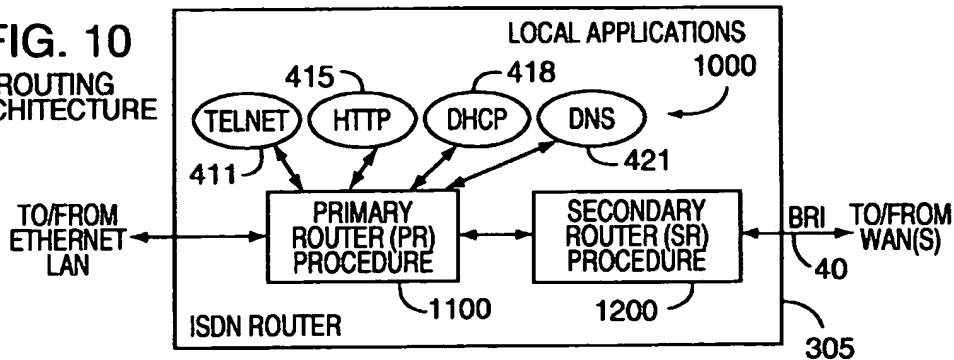 FIG. 10
ROUTING
CHITECTURE
LOCAL APPLICATIONS
1000
415
418
TELNET
HTTP
DHCP
DNS
411
421
TO/FROM
ETHERNET
LAN
PRIMARY
ROUTER (PR)
PROCEDURE
SECONDARY
ROUTER (SR)
PROCEDURE
BRI
40
TO/FROM
WAN(S)
1100
1200
ISDN ROUTER
305